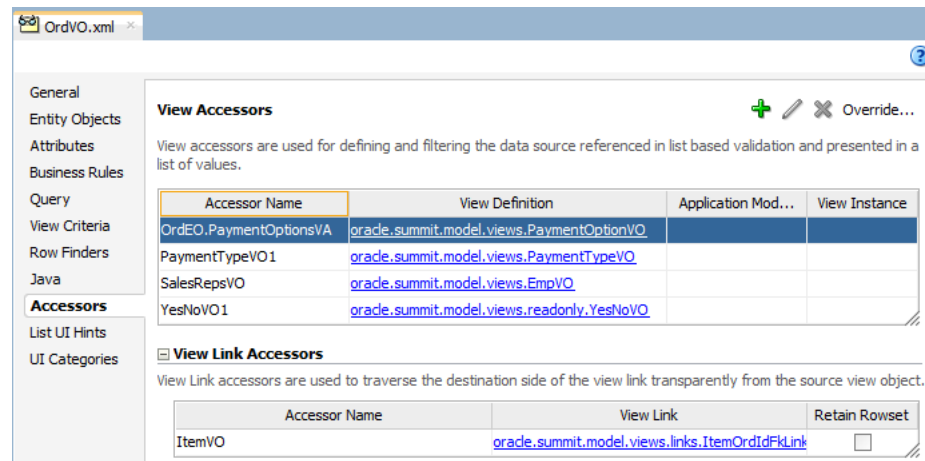 OrdVO.xml
General
Entity Objects
Attributes
Business Rules
Query
View Criteria
Row Finders
Java
Accessors
List UI Hints
UI Categories
View Accessors
Override...
View accessors are used for defining and filtering the data source referenced in list based validation and presented in a
list of values.
Accessor Name View Definition Application Mod... View Instance
OrdEO.PaymentOptionsVA oracle.summit.model.views.PaymentOptionVO
PaymentTypeVO1 oracle.summit.model.views.PaymentTypeVO
SalesRepsVO oracle.summit.model.views.EmpVO
YesNoVO1 oracle.summit.model.views.readonly.YesNoVO
View Link Accessors
View Link accessors are used to traverse the destination side of the view link transparently from the source view object.
Accessor Name View Link Retain Rowset
ItemVO oracle.summit.model.views.links.ItemOrdIdFkLink